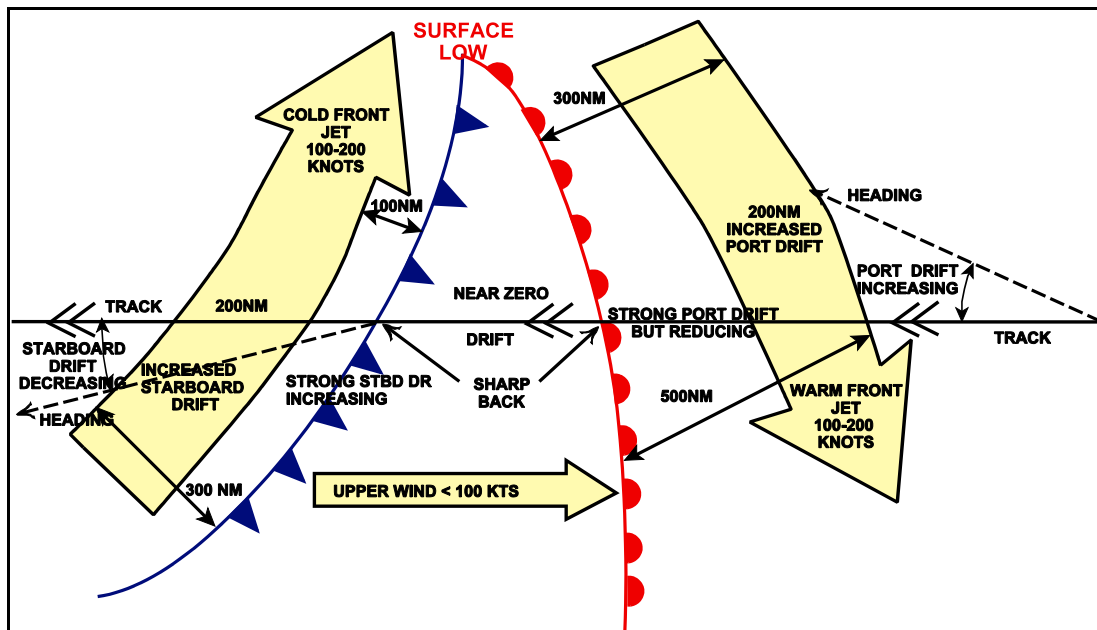 SURFACE
LOW
COLD FRONT
JET
100-200
KNOTS
300NM
HEADING
100NM
200NM
INCREASED
PORT DRIFT
PORT DRIFT
INCREASING
TRACK
200NM
NEAR ZERO
STRONG PORT DRIFT
BUT REDUCING
TRACK
DRIFT
STARBOARD
DRIFT
DECREASING
INCREASED
STARBOARD
DRIFT
STRONG STBD DR
INCREASING
SHARP
BACK
500NM
WARM FRONT
JET
100-200
KNOTS
HEADING
300 NM
UPPER WIND < 100 KTS